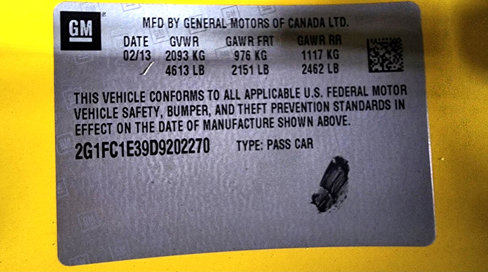 GM
MFD BY GENERAL MOTORS OF CANADA LTD.
DATE GVWR GAWR FRT GAWR RR
02/13 2093 KG 976 KG 1117 KG
4613 LB 2151 LB 2462 LB
THIS VEHICLE CONFORMS TO ALL APPLICABLE U.S. FEDERAL MOTOR
VEHICLE SAFETY, BUMPER, AND THEFT PREVENTION STANDARDS IN
EFFECT ON THE DATE OF MANUFACTURE SHOWN ABOVE.
2G1FC1E39D9202270 TYPE: PASS CAR